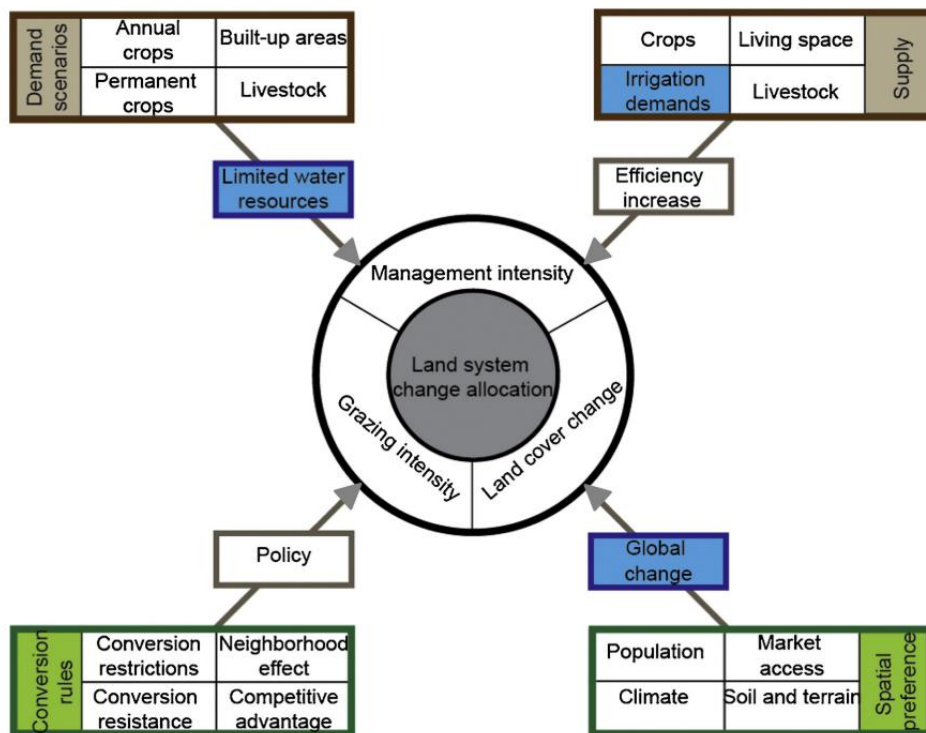 Demand
scenarios
Annual
crops
Built-up areas
Permanent
crops
Livestock
Crops
Living space
Irrigation
demands
Livestock
Supply
Limited water
resources
Efficiency
increase
Management intensity
Land system
change allocation
Grazing intensity
Land cover change
Policy
Global
change
Conversion
rules
Conversion
restrictions
Neighborhood
effect
Conversion
resistance
Competitive
advantage
Population
Market
access
Climate
Soil and terrain
Spatial
preference